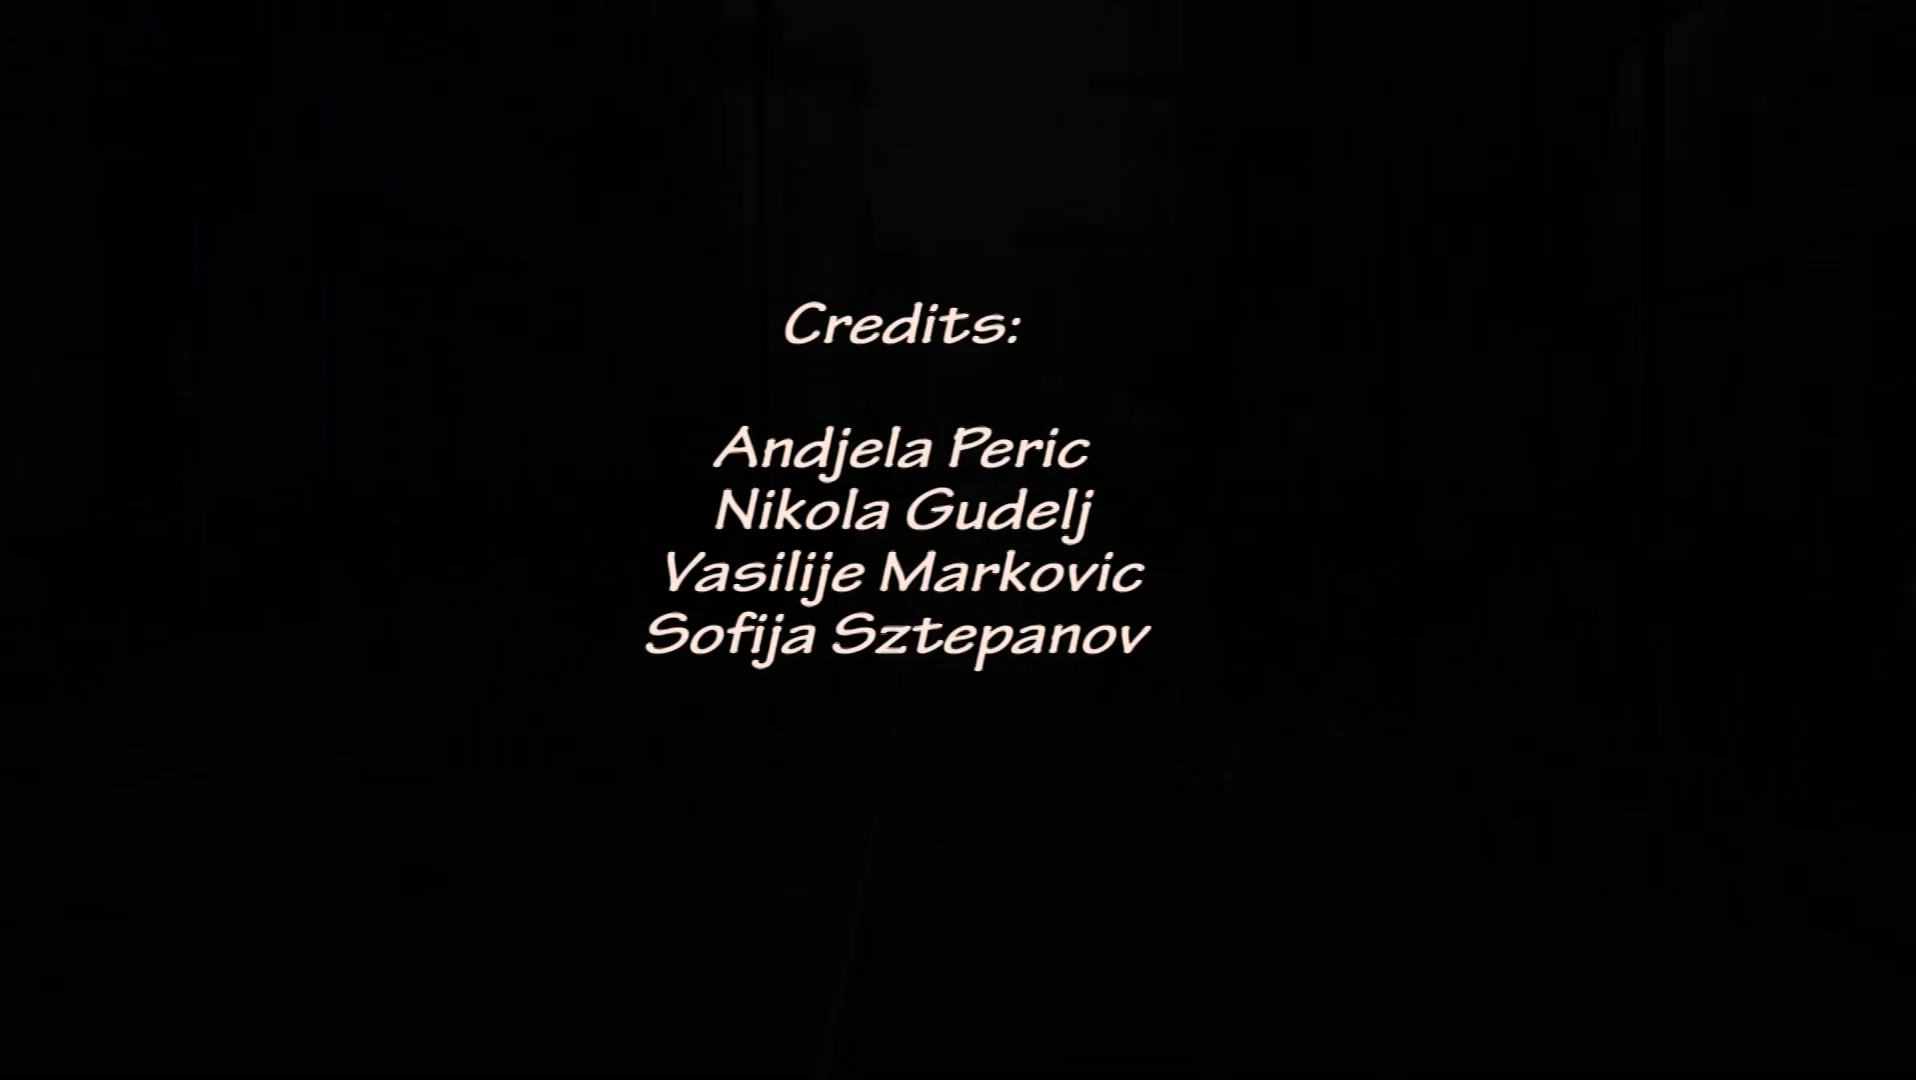 Credits:
Andjela Peric
Nikola Gudelj
Vasilije Markovic
Sofija Sztepanov